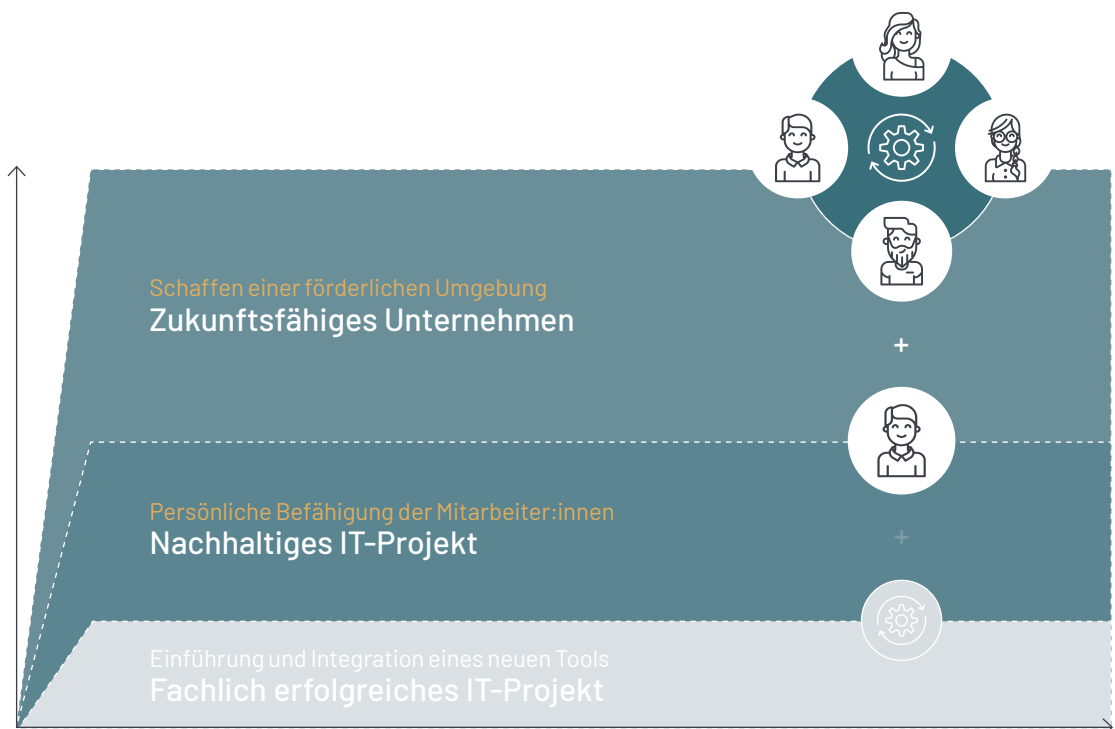 Schaffen einer förderlichen Umgebung
Zukunftsfähiges Unternehmen
+
Persönliche Befähigung der Mitarbeiter:innen
Nachhaltiges IT-Projekt
+
Einführung und Integration eines neuen Tools
Fachlich erfolgreiches IT-Projekt